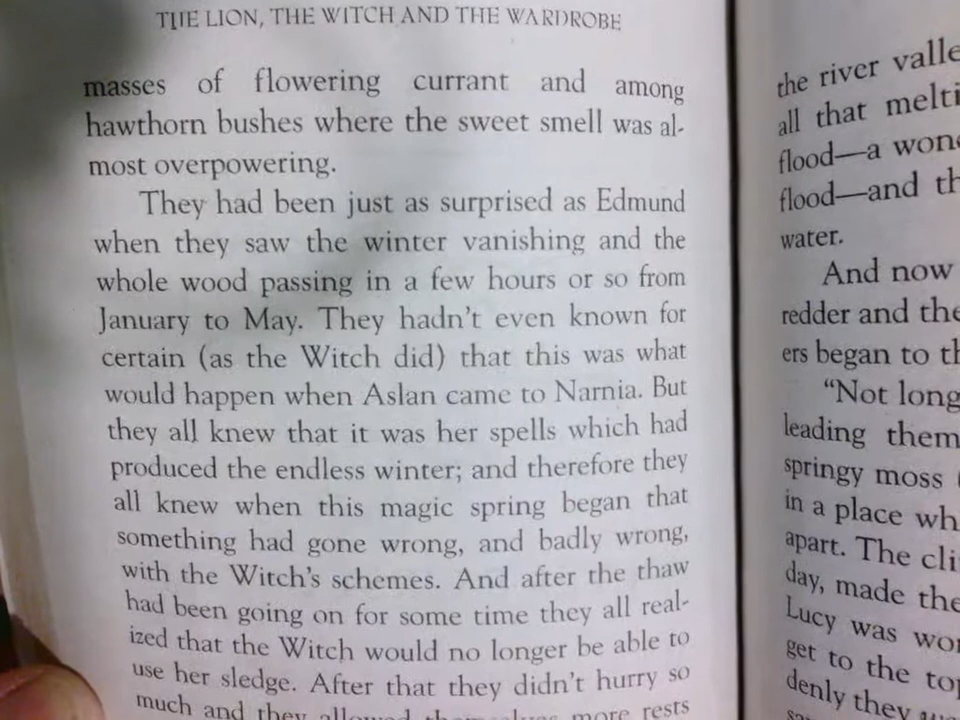 THE LION, THE WITCH AND THE WARDROBE
masses of flowering currant and among
hawthorn bushes where the sweet smell was al-
most overpowering.
They had been just as surprised as Edmund
when they saw the winter vanishing and the
whole wood passing in a few hours or so from
January to May. They hadn't even known for
certain (as the Witch did) that this was what
would happen when Aslan came to Narnia. But
they all knew that it was her spells which had
produced the endless winter; and therefore they
all knew when this magic spring began that
something had gone wrong, and badly wrong,
with the Witch's schemes. And after the thaw
had been going on for some time they all real-
ized that the Witch would no longer be able to
use her sledge. After that they didn't hurry so
much and they allowed themselves more rests
the river valle
all that melti
flood—a won
flood—and th
water.
And now
redder and the
ers began to th
"Not long
leading them
springy moss
in a place wh
apart. The cli
day, made the
Lucy was wor
get to the top
denly they